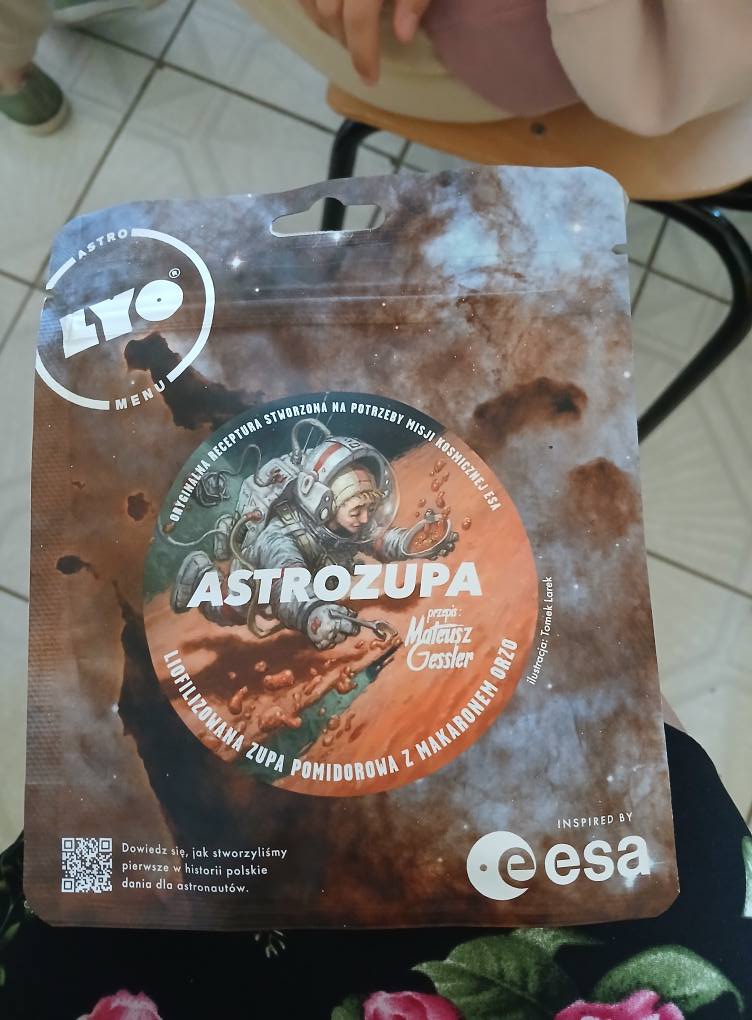 ASTRO
LYO®
MENU
ORYGINALNA RECEPTURA STWORZONA NA POTRZEBY MISJI KOSMICZNEJ ESA
ASTROZUPA
przepis:
Mateusz
Gessler
LIOFILIZOWANA ZUPA POMIDOROWA Z MAKARONEM ORZO
ilustracja: Tomek Larek
Dowiedz się, jak stworzyliśmy
pierwsze w historii polskie
dania dla astronautów.
INSPIRED BY
esa